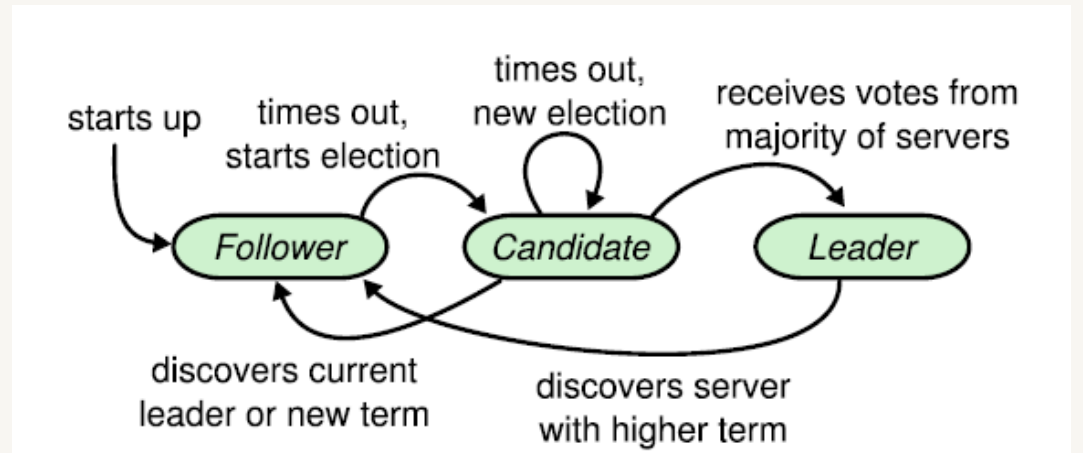 starts up
times out,
starts election
times out,
new election
receives votes from
majority of servers
Follower
Candidate
Leader
discovers current
leader or new term
discovers server
with higher term